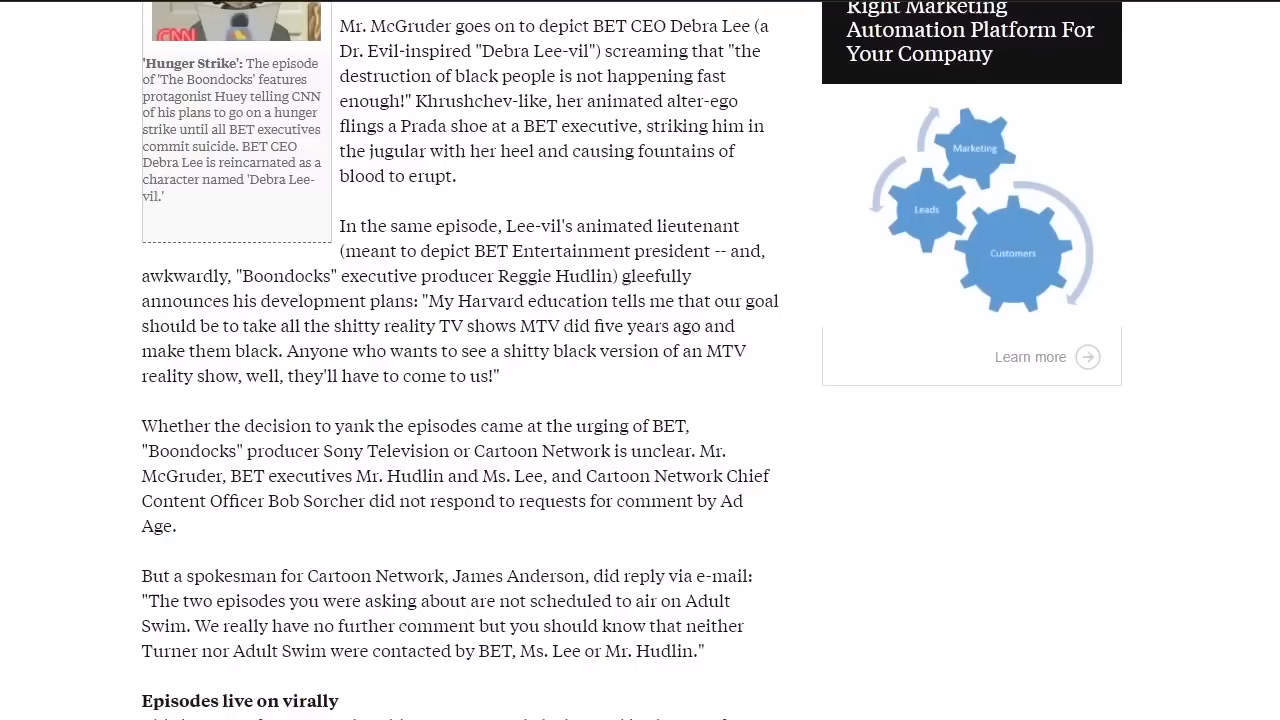 CNN
'Hunger Strike': The episode
of 'The Boondocks' features
protagonist Huey telling CNN
of his plans to go on a hunger
strike until all BET executives
commit suicide. BET CEO
Debra Lee is reincarnated as a
character named 'Debra Lee-
vil.'
Mr. McGruder goes on to depict BET CEO Debra Lee (a
Dr. Evil-inspired "Debra Lee-vil") screaming that "the
destruction of black people is not happening fast
enough!" Khrushchev-like, her animated alter-ego
flings a Prada shoe at a BET executive, striking him in
the jugular with her heel and causing fountains of
blood to erupt.
In the same episode, Lee-vil's animated lieutenant
(meant to depict BET Entertainment president -- and,
awkwardly, "Boondocks" executive producer Reggie Hudlin) gleefully
announces his development plans: "My Harvard education tells me that our goal
should be to take all the shitty reality TV shows MTV did five years ago and
make them black. Anyone who wants to see a shitty black version of an MTV
reality show, well, they'll have to come to us!"
Whether the decision to yank the episodes came at the urging of BET,
"Boondocks" producer Sony Television or Cartoon Network is unclear. Mr.
McGruder, BET executives Mr. Hudlin and Ms. Lee, and Cartoon Network Chief
Content Officer Bob Sorcher did not respond to requests for comment by Ad
Age.
But a spokesman for Cartoon Network, James Anderson, did reply via e-mail:
"The two episodes you were asking about are not scheduled to air on Adult
Swim. We really have no further comment but you should know that neither
Turner nor Adult Swim were contacted by BET, Ms. Lee or Mr. Hudlin."
Episodes live on virally
Right Marketing
Automation Platform For
Your Company
Marketing
Leads
Customers
Learn more